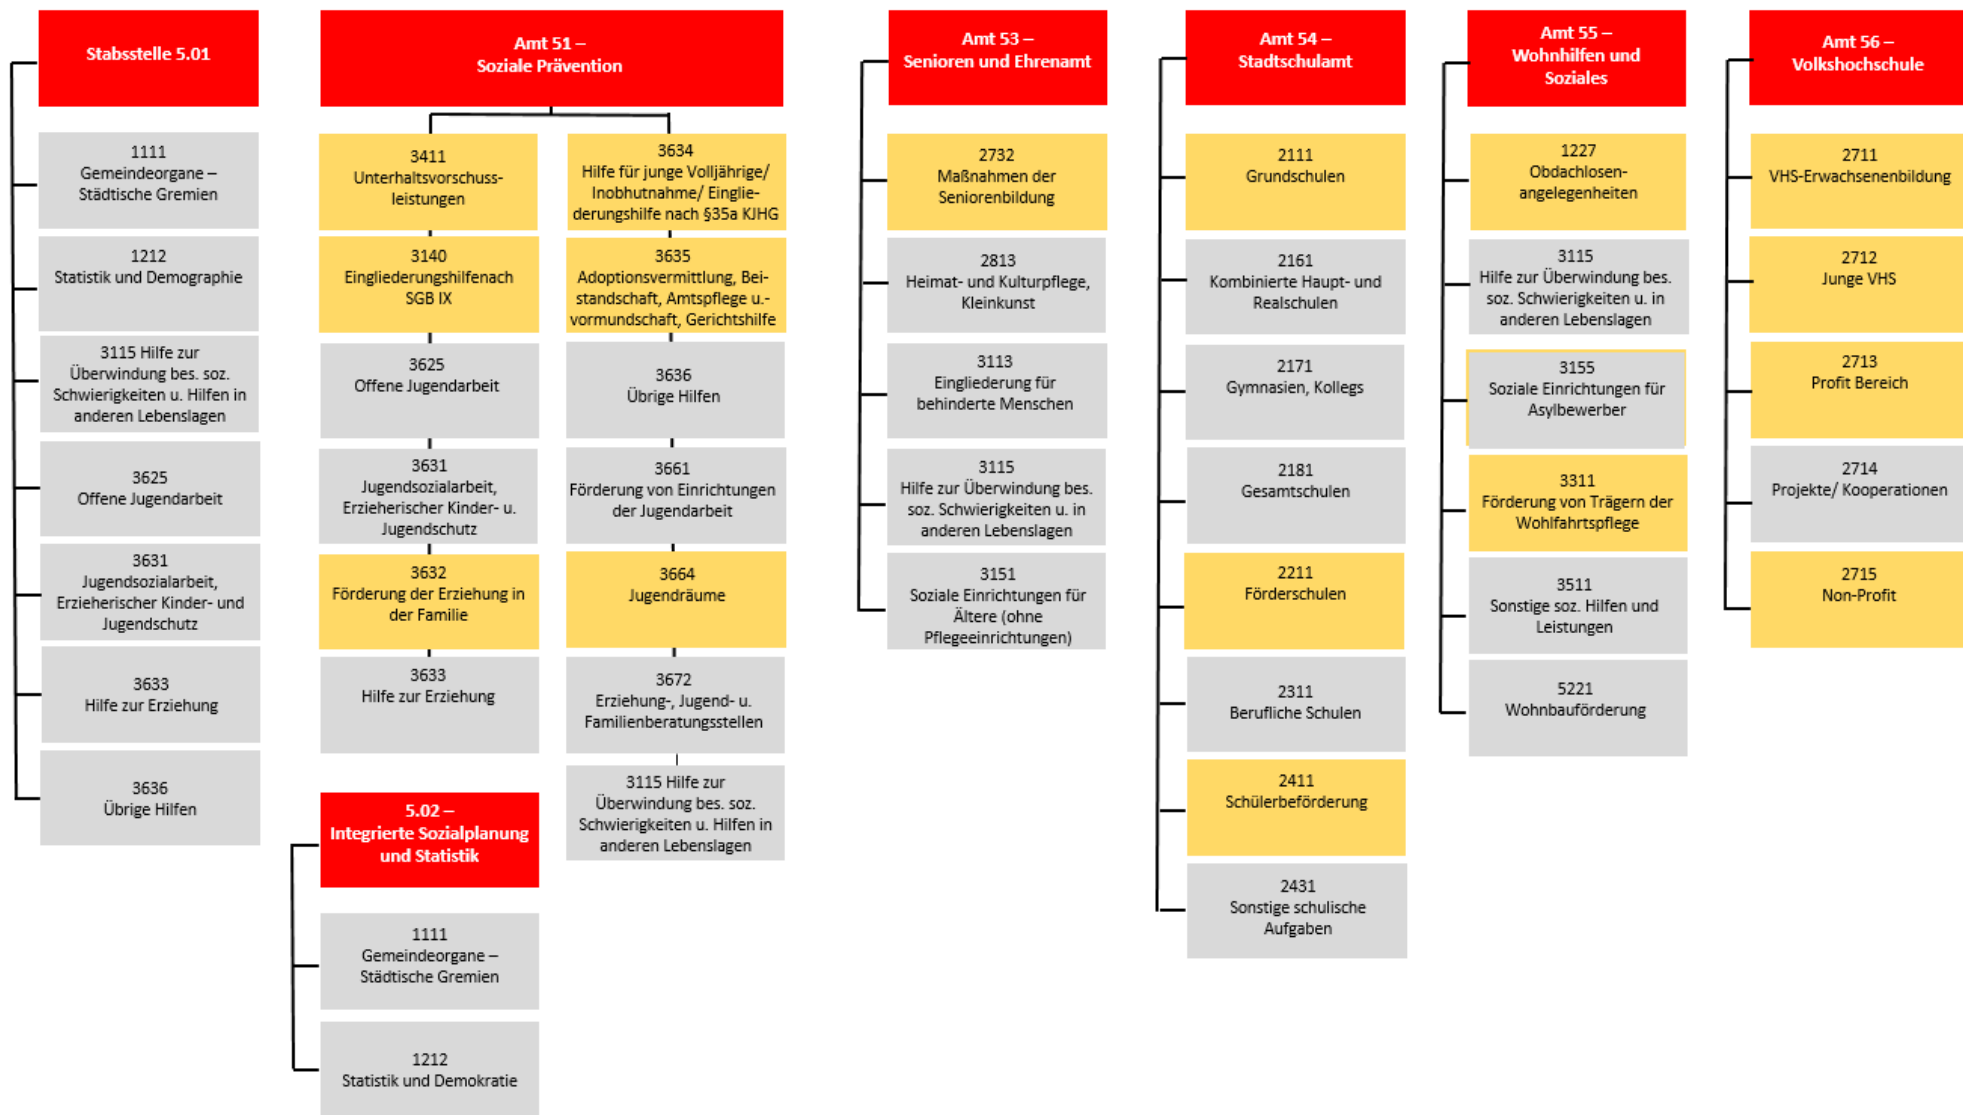 Stabsstelle 5.01
1111
Gemeindeorgane –
Städtische Gremien
1212
Statistik und Demographie
3115 Hilfe zur
Überwindung bes. soz.
Schwierigkeiten u. Hilfen in
anderen Lebenslagen
3625
Offene Jugendarbeit
3631
Jugendsozialarbeit,
Erzieherischer Kinder- und
Jugendschutz
3633
Hilfe zur Erziehung
3636
Übrige Hilfen
Amt 51 –
Soziale Prävention
3411
Unterhaltsvorschuss-
leistungen
3140
Eingliederungshilfenach
SGB IX
3625
Offene Jugendarbeit
3631
Jugendsozialarbeit,
Erzieherischer Kinder- u.
Jugendschutz
3632
Förderung der Erziehung in
der Familie
3633
Hilfe zur Erziehung
3634
Hilfe für junge Volljährige/
Inobhutnahme/ Einglie-
derungshilfe nach §35a KJHG
3635
Adoptionsvermittlung, Bei-
standschaft, Amtspflege u.-
vormundschaft, Gerichtshilfe
3636
Übrige Hilfen
3661
Förderung von Einrichtungen
der Jugendarbeit
3664
Jugendräume
3672
Erziehung-, Jugend- u.
Familienberatungsstellen
3115 Hilfe zur
Überwindung bes. soz.
Schwierigkeiten u. Hilfen in
anderen Lebenslagen
5.02 –
Integrierte Sozialplanung
und Statistik
1111
Gemeindeorgane –
Städtische Gremien
1212
Statistik und Demokratie
Amt 53 –
Senioren und Ehrenamt
2732
Maßnahmen der
Seniorenbildung
2813
Heimat- und Kulturpflege,
Kleinkunst
3113
Eingliederung für
behinderte Menschen
3115
Hilfe zur Überwindung bes.
soz. Schwierigkeiten u. in
anderen Lebenslagen
3151
Soziale Einrichtungen für
Ältere (ohne
Pflegeeinrichtungen)
Amt 54 –
Stadtschulamt
2111
Grundschulen
2161
Kombinierte Haupt- und
Realschulen
2171
Gymnasien, Kollegs
2181
Gesamtschulen
2211
Förderschulen
2311
Berufliche Schulen
2411
Schülerbeförderung
2431
Sonstige schulische
Aufgaben
Amt 55 –
Wohnhilfen und
Soziales
1227
Obdachlosen-
angelegenheiten
3115
Hilfe zur Überwindung bes.
soz. Schwierigkeiten u. in
anderen Lebenslagen
3155
Soziale Einrichtungen für
Asylbewerber
3311
Förderung von Trägern der
Wohlfahrtspflege
3511
Sonstige soz. Hilfen und
Leistungen
5221
Wohnbauförderung
Amt 56 –
Volkshochschule
2711
VHS-Erwachsenenbildung
2712
Junge VHS
2713
Profit Bereich
2714
Projekte/ Kooperationen
2715
Non-Profit